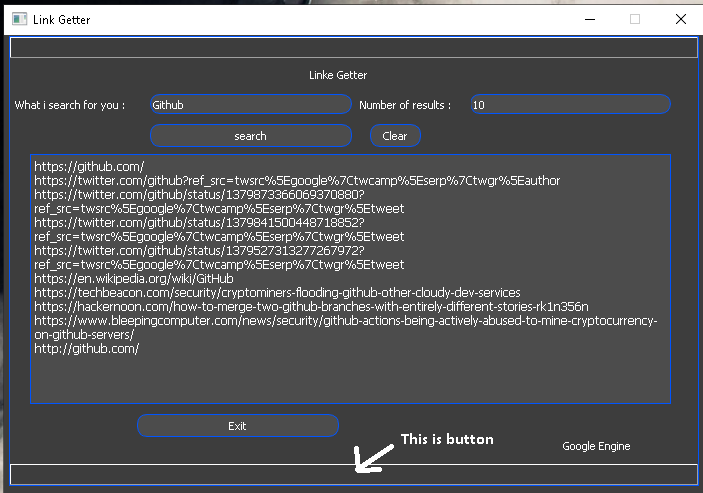 Link Getter
Linke Getter
What i search for you :
Github
Number of results :
10
search
Clear
https://github.com/
https://twitter.com/github?ref_src=twsrc%5Egoogle%7Ctwcamp%5Eserp%7Ctwgr%5Eauthor
https://twitter.com/github/status/1379873366069370880?
ref_src=twsrc%5Egoogle%7Ctwcamp%5Eserp%7Ctwgr%5Etweet
https://twitter.com/github/status/1379841500448718852?
ref_src=twsrc%5Egoogle%7Ctwcamp%5Eserp%7Ctwgr%5Etweet
https://twitter.com/github/status/1379527313277267972?
ref_src=twsrc%5Egoogle%7Ctwcamp%5Eserp%7Ctwgr%5Etweet
https://en.wikipedia.org/wiki/GitHub
https://techbeacon.com/security/cryptominers-flooding-github-other-cloudy-dev-services
https://hackernoon.com/how-to-merge-two-github-branches-with-entirely-different-stories-rk1n356n
https://www.bleepingcomputer.com/news/security/github-actions-being-actively-abused-to-mine-cryptocurrency-
on-github-servers/
http://github.com/
Exit
This is button
Google Engine